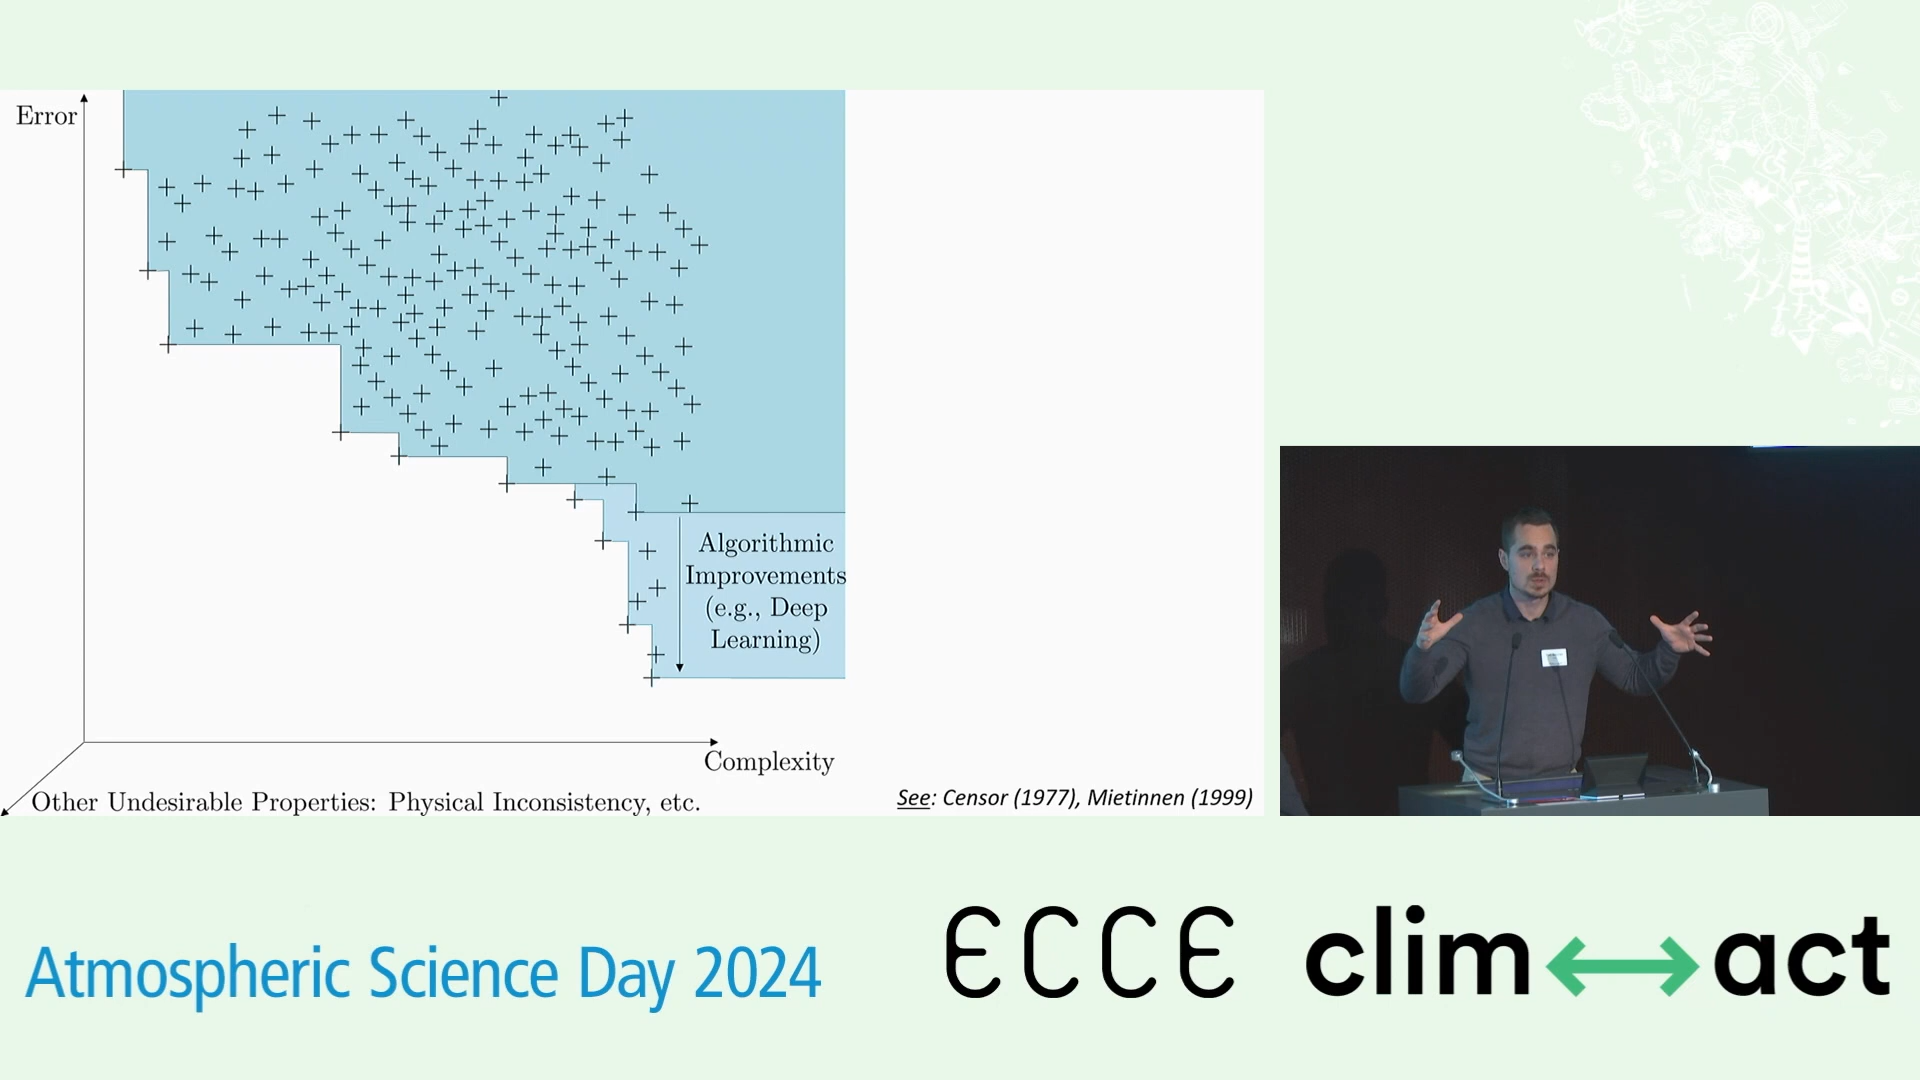 Error
Algorithmic
Improvements
(e.g., Deep
Learning)
Complexity
Other Undesirable Properties: Physical Inconsistency, etc.
See: Censor (1977), Mietinnen (1999)
Atmospheric Science Day 2024
ECCE
clim act